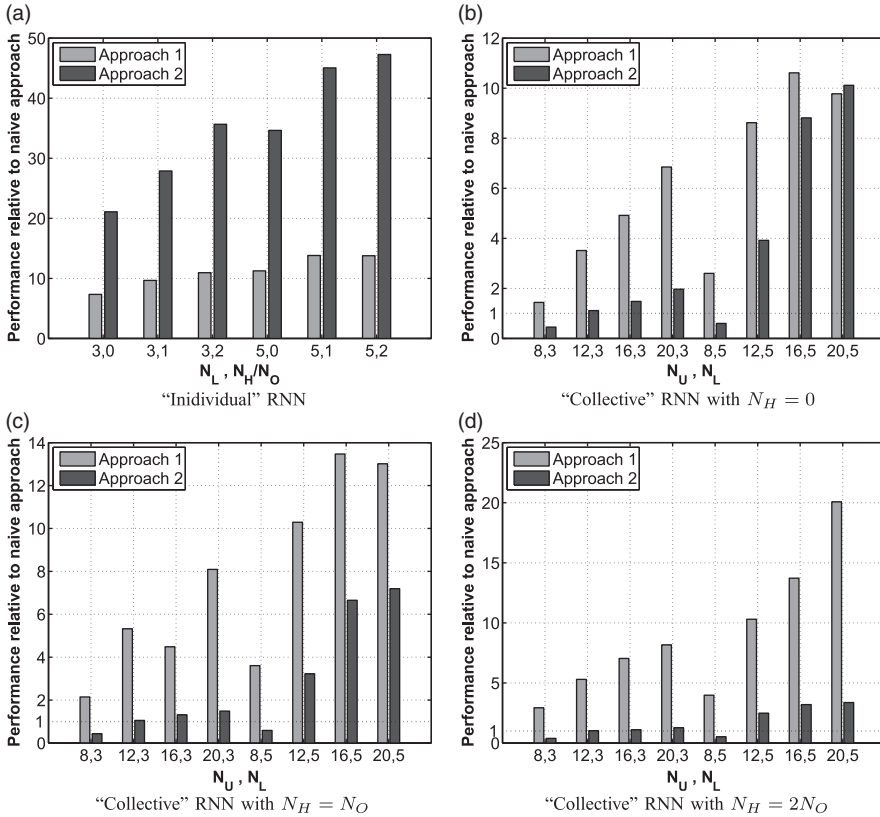 (a)
Performance relative to naive approach
50
40
30
20
10
0
Approach 1
Approach 2
3,0 3,1 3,2 5,0 5,1 5,2
N_L , N_H/N_O
“Inidividual” RNN
(b)
Performance relative to naive approach
12
10
8
6
4
2
1
0
Approach 1
Approach 2
8,3 12,3 16,3 20,3 8,5 12,5 16,5 20,5
N_U , N_L
“Collective” RNN with N_H = 0
(c)
Performance relative to naive approach
14
12
10
8
6
4
2
1
0
Approach 1
Approach 2
8,3 12,3 16,3 20,3 8,5 12,5 16,5 20,5
N_U , N_L
“Collective” RNN with N_H = N_O
(d)
Performance relative to naive approach
25
20
15
10
5
1
0
Approach 1
Approach 2
8,3 12,3 16,3 20,3 8,5 12,5 16,5 20,5
N_U , N_L
“Collective” RNN with N_H = 2N_O